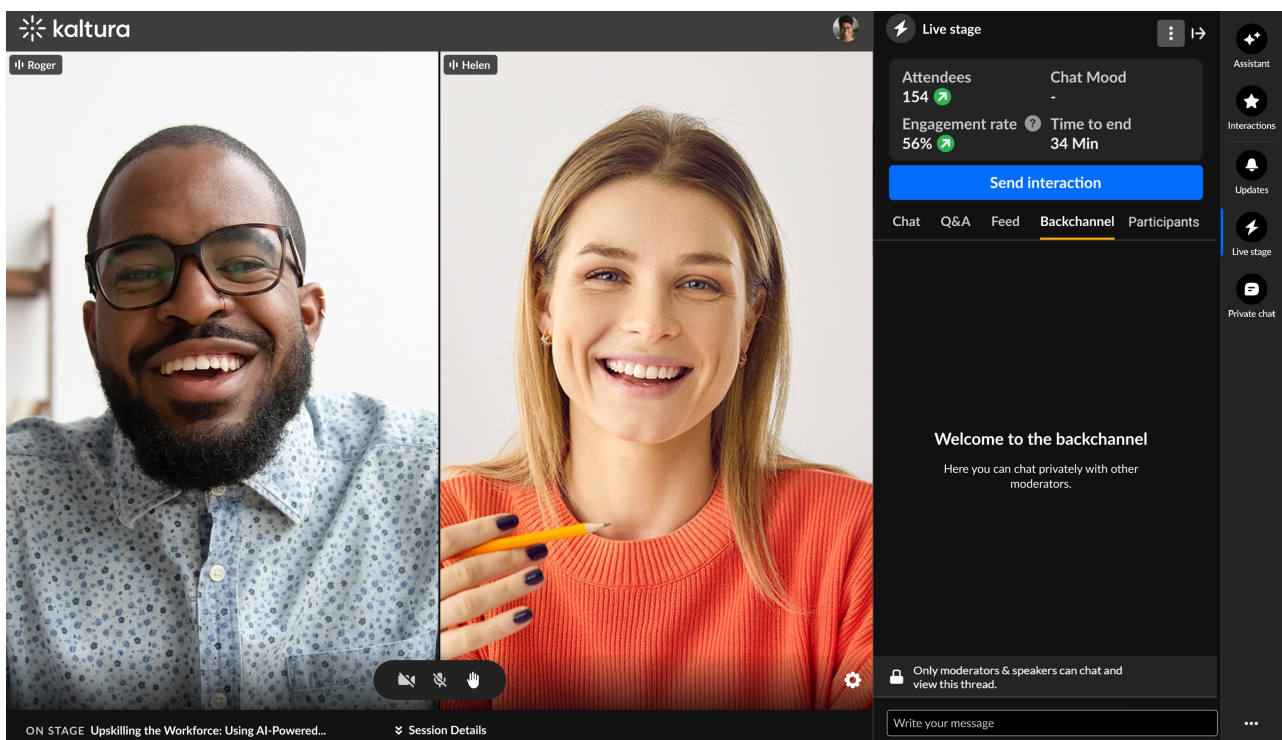 kaltura
Roger
Helen
ON STAGE Upskilling the Workforce: Using AI-Powered...
Session Details
Live stage
Attendees
154
Chat Mood
-
Engagement rate ?
56%
Time to end
34 Min
Send interaction
Chat Q&A Feed Backchannel Participants
Welcome to the backchannel
Here you can chat privately with other
moderators.
Only moderators & speakers can chat and
view this thread.
Write your message
Assistant
Interactions
Updates
Live stage
Private chat